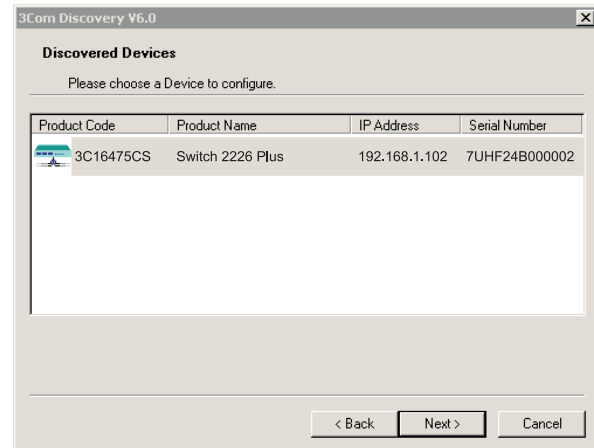 3Com Discovery V6.0
Discovered Devices
Please choose a Device to configure.
Product Code Product Name IP Address Serial Number
3C16475CS Switch 2226 Plus 192.168.1.102 7UHF24B000002
< Back Next > Cancel